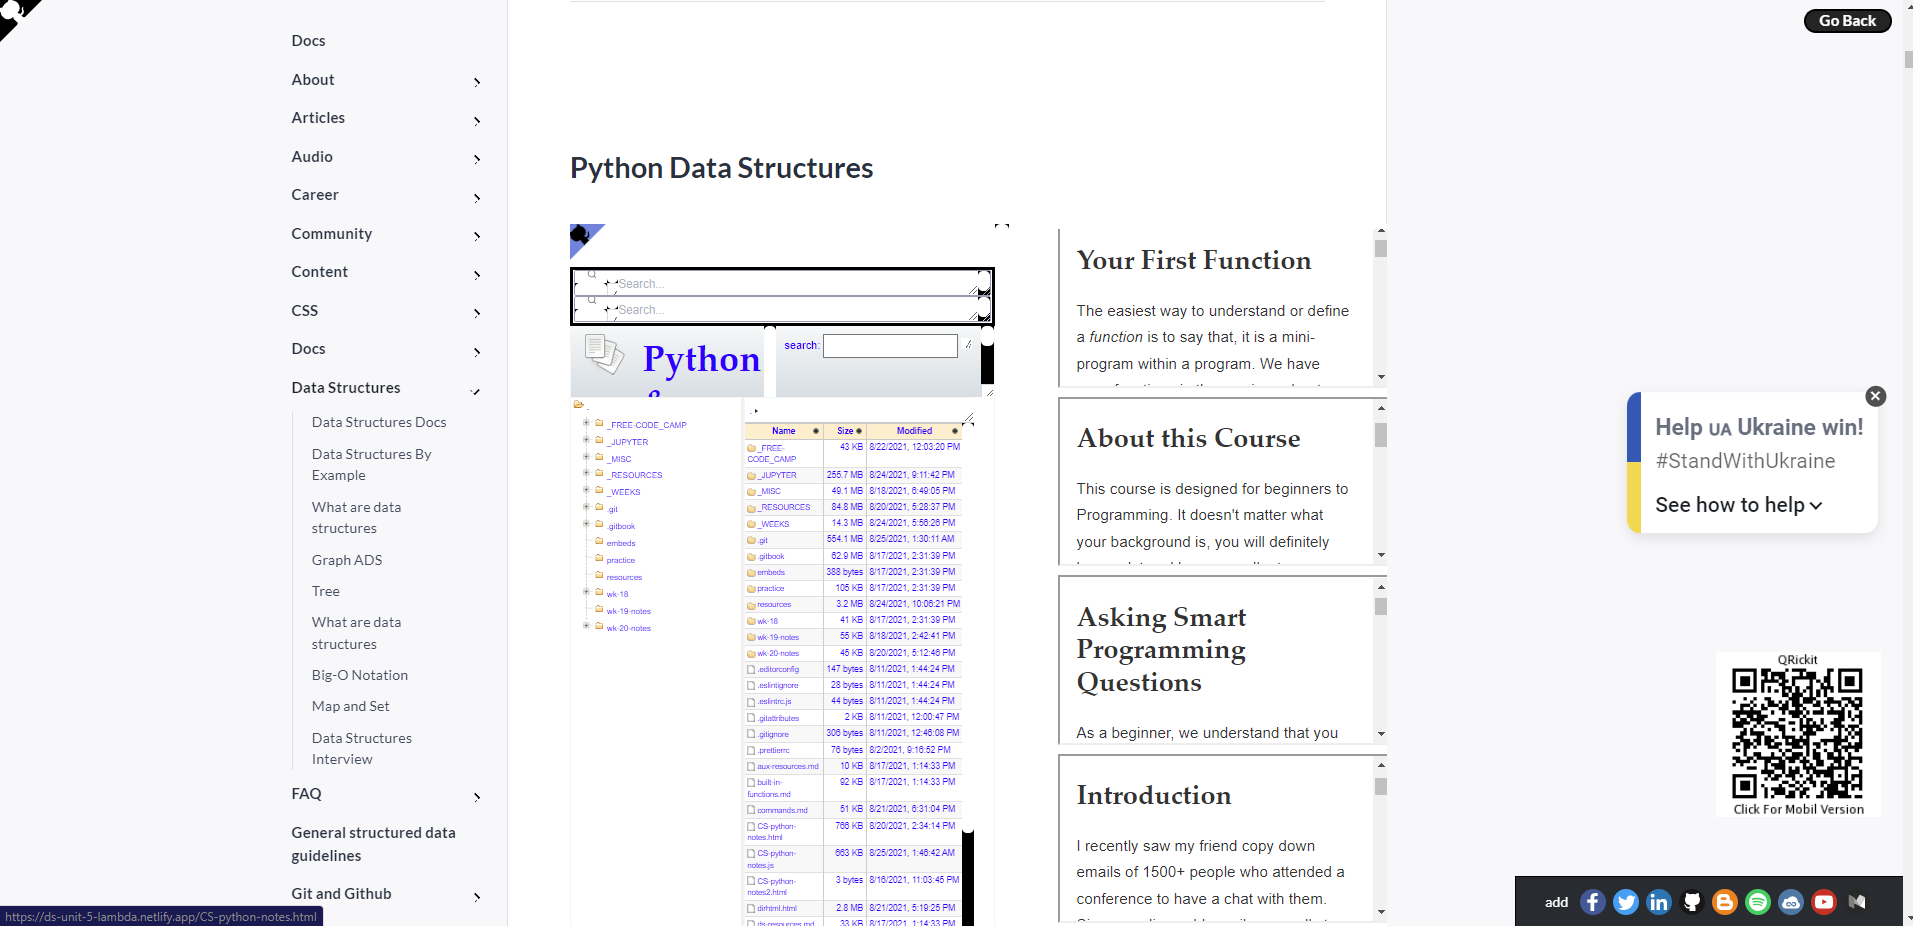 Go Back
Docs
About
Articles
Audio
Career
Community
Content
CSS
Docs
Data Structures
Data Structures Docs
Data Structures By
Example
What are data
structures
Graph ADS
Tree
What are data
structures
Big-O Notation
Map and Set
Data Structures
Interview
FAQ
General structured data
guidelines
Git and Github
https://ds-unit-5-lambda.netlify.app/CS-python-notes.html
Python Data Structures
Search...
Search...
Python
search:
_FREE-CODE_CAMP
_JUPYTER
_MISC
_RESOURCES
_WEEKS
.git
.gitbook
embeds
practice
resources
wk-18
wk-19-notes
wk-20-notes
Name Size Modified
_FREE-
CODE_CAMP 43 KB 8/22/2021, 12:03:20 PM
_JUPYTER 255.7 MB 8/24/2021, 9:11:42 PM
_MISC 49.1 MB 8/18/2021, 6:49:05 PM
_RESOURCES 84.8 MB 8/20/2021, 5:28:37 PM
_WEEKS 14.3 MB 8/24/2021, 5:56:26 PM
.git 554.1 MB 8/25/2021, 1:30:11 AM
.gitbook 62.9 MB 8/17/2021, 2:31:39 PM
embeds 388 bytes 8/17/2021, 2:31:39 PM
practice 105 KB 8/17/2021, 2:31:39 PM
resources 3.2 MB 8/24/2021, 10:06:21 PM
wk-18 41 KB 8/17/2021, 2:31:39 PM
wk-19-notes 55 KB 8/18/2021, 2:42:41 PM
wk-20-notes 45 KB 8/20/2021, 5:12:46 PM
.editorconfig 147 bytes 8/11/2021, 1:44:24 PM
.eslintignore 28 bytes 8/11/2021, 1:44:24 PM
.eslintrc.js 44 bytes 8/11/2021, 1:44:24 PM
.gitattributes 2 KB 8/11/2021, 12:00:47 PM
.gitignore 306 bytes 8/11/2021, 12:46:08 PM
.prettierrc 76 bytes 8/2/2021, 9:16:52 PM
aux-resources.md 10 KB 8/17/2021, 1:14:33 PM
built-in-
functions.md 92 KB 8/17/2021, 1:14:33 PM
commands.md 51 KB 8/21/2021, 6:31:04 PM
CS-python-
notes.html 766 KB 8/20/2021, 2:34:14 PM
CS-python-
notes.js 663 KB 8/25/2021, 1:46:42 AM
CS-python-
notes2.html 3 bytes 8/16/2021, 11:03:45 PM
dirhtml.html 2.8 MB 8/21/2021, 5:19:25 PM
ds-resources.md 33 KB 8/17/2021, 1:14:33 PM
Your First Function
The easiest way to understand or define
a function is to say that, it is a mini-
program within a program. We have
About this Course
This course is designed for beginners to
Programming. It doesn't matter what
your background is, you will definitely
Asking Smart
Programming
Questions
As a beginner, we understand that you
Introduction
I recently saw my friend copy down
emails of 1500+ people who attended a
conference to have a chat with them.
Help UA Ukraine win!
#StandWithUkraine
See how to help
QRickit
Click For Mobil Version
add